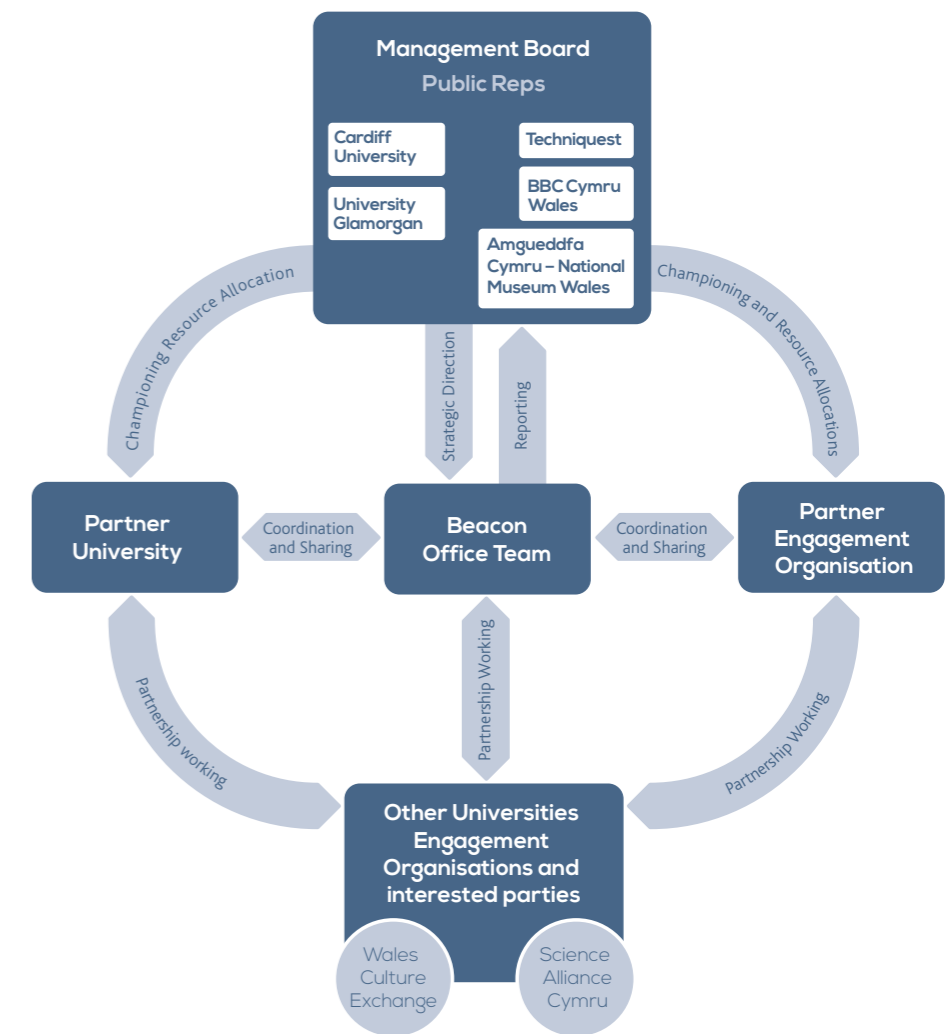 Management Board
Public Reps
Cardiff
University
University
Glamorgan
Techniquest
BBC Cymru
Wales
Amgueddfa
Cymru – National
Museum Wales
Championing Resource Allocation
Strategic Direction
Reporting
Championing and Resource Allocations
Partner
University
Coordination
and Sharing
Beacon
Office Team
Coordination
and Sharing
Partner
Engagement
Organisation
Partnership working
Partnership Working
Partnership Working
Other Universities
Engagement
Organisations and
interested parties
Wales
Culture
Exchange
Science
Alliance
Cymru